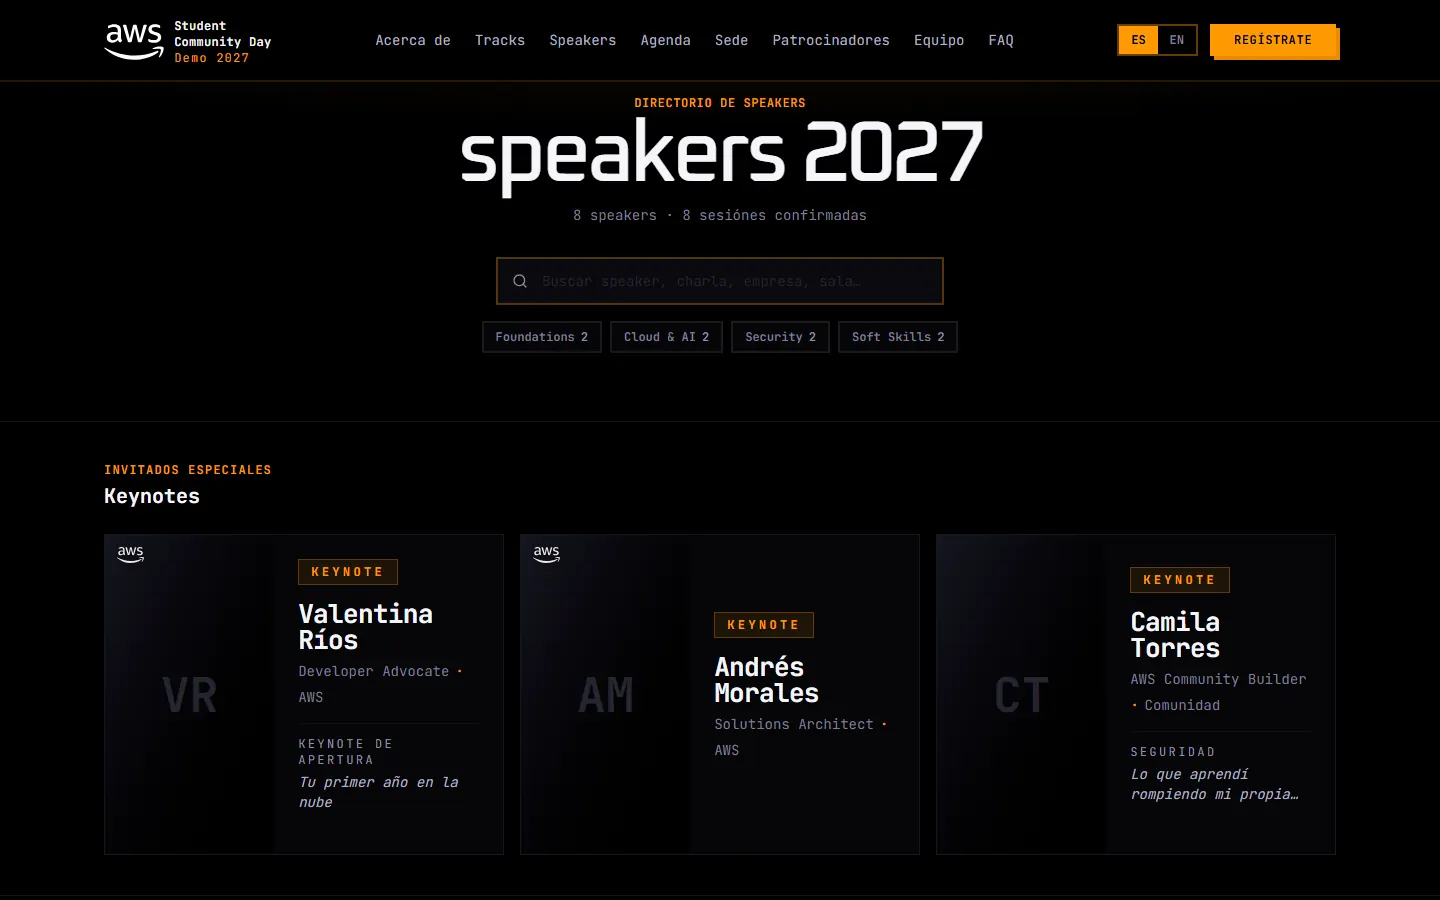 aws Student
Community Day
Demo 2027
Acerca de Tracks Speakers Agenda Sede Patrocinadores Equipo FAQ
ES EN
REGÍSTRATE
DIRECTORIO DE SPEAKERS
speakers 2027
8 speakers · 8 sesiónes confirmadas
Buscar speaker, charla, empresa, sala…
Foundations 2 Cloud & AI 2 Security 2 Soft Skills 2
INVITADOS ESPECIALES
Keynotes
aws
VR
KEYNOTE
Valentina
Ríos
Developer Advocate ·
AWS
KEYNOTE DE
APERTURA
Tu primer año en la
nube
aws
AM
KEYNOTE
Andrés
Morales
Solutions Architect ·
AWS
CT
KEYNOTE
Camila
Torres
AWS Community Builder
· Comunidad
SEGURIDAD
Lo que aprendí
rompiendo mi propia…